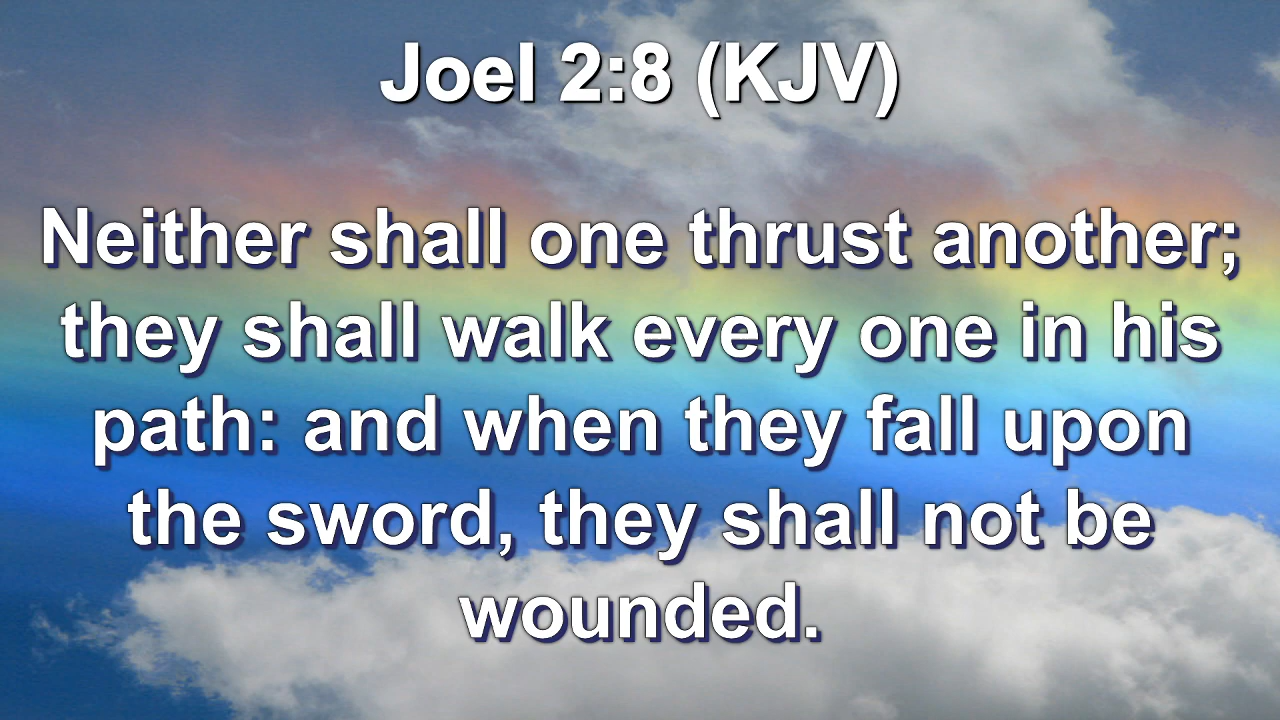 Joel 2:8 (KJV)
Neither shall one thrust another;
they shall walk every one in his
path: and when they fall upon
the sword, they shall not be
wounded.